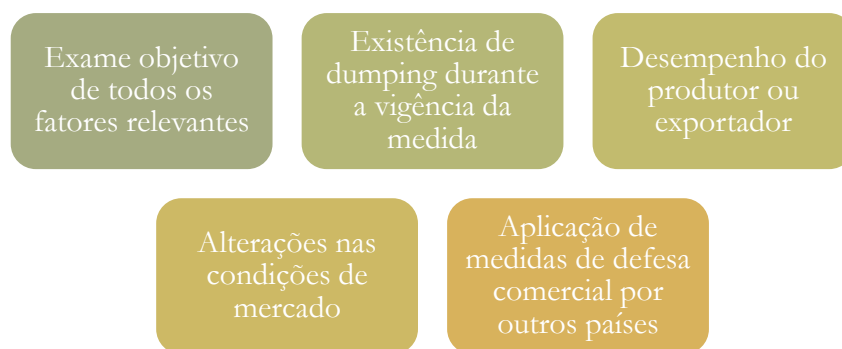 Exame objetivo
de todos os
fatores relevantes
Existência de
dumping durante
a vigência da
medida
Desempenho do
produtor ou
exportador
Alterações nas
condições de
mercado
Aplicação de
medidas de defesa
comercial por
outros países